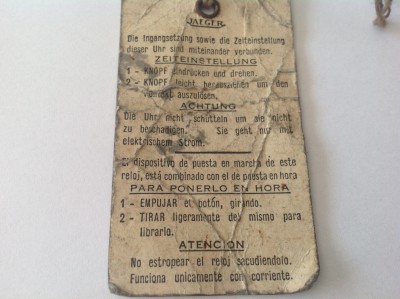 JAEGER
Die Ingangsetzung sowie die Zeiteinstellung
dieser Uhr sind miteinander verbunden.
ZEITEINSTELLUNG
1 - KNOPF eindrücken und drehen.
2 - KNOPF leicht herausziehen um den
Kontakt auszulösen.
ACHTUNG
Die Uhr nicht schütteln um sie nicht
zu beschadigen. Sie geht nur mit
elektrischem Strom.
El dispositivo de puesta en marcha de este
reloj, está combinado con el de puesta en hora
PARA PONERLO EN HORA
1 - EMPUJAR el botón, girando.
2 - TIRAR ligeramente del mismo para
librarlo.
ATENCION
No estropear el reloj sacudiendolo.
Funciona unicamente con corriente.